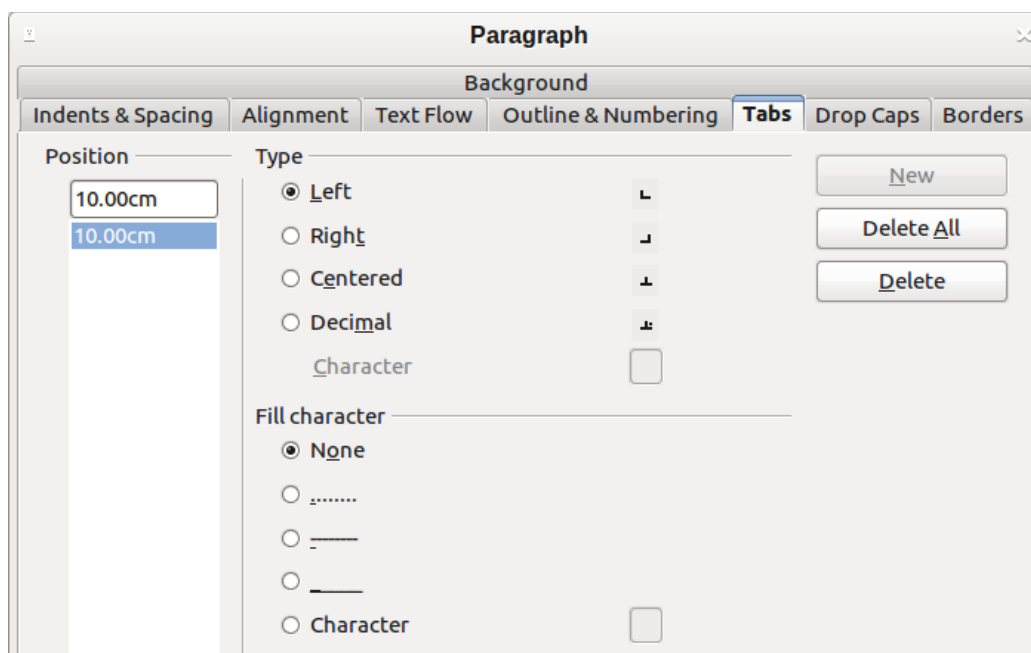 Paragraph
Background
Indents & Spacing Alignment Text Flow Outline & Numbering Tabs Drop Caps Borders
Position Type
10.00cm Left New
10.00cm Right Delete All
Centered Delete
Decimal
Character
Fill character
None
........
--------
______
Character